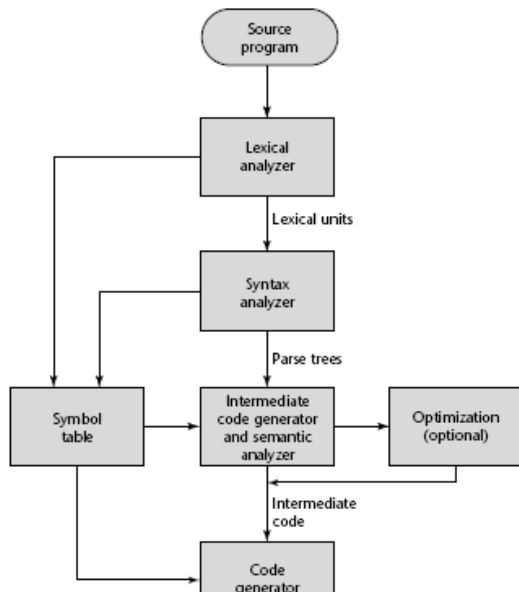 Source
program
Lexical
analyzer
Lexical units
Syntax
analyzer
Parse trees
Symbol
table
Intermediate
code generator
and semantic
analyzer
Optimization
(optional)
Intermediate
code
Code
generator